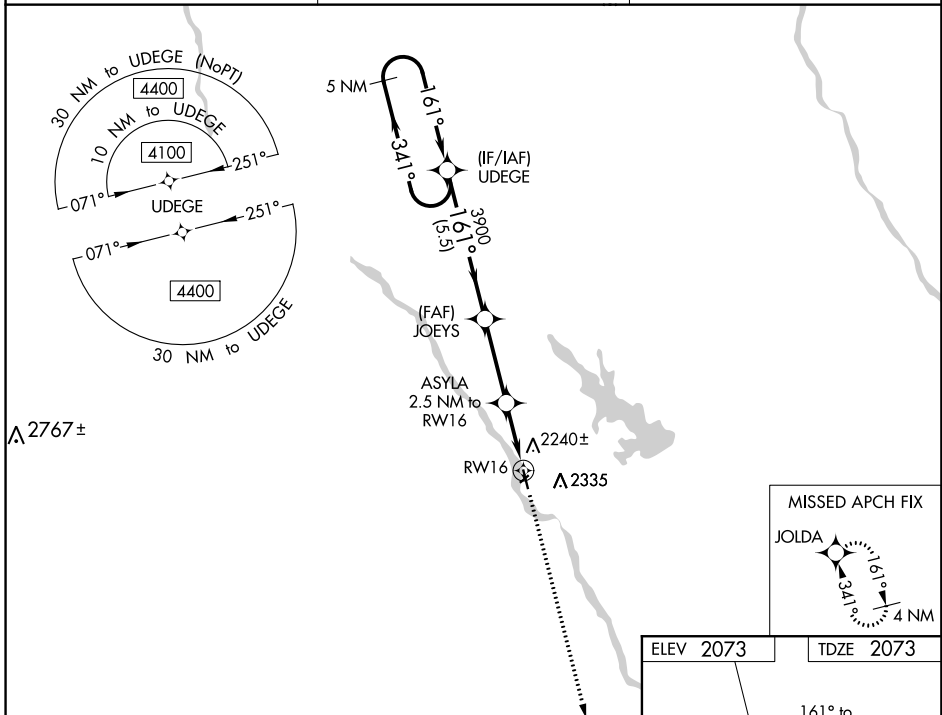 30 NM to UDEGE (NoPT)
4400
10 NM to UDEGE
4100
071°
251°
UDEGE
071°
251°
4400
30 NM to UDEGE
5 NM
161°
341°
(IF/IAF)
UDEGE
3900
161°
(5.5)
(FAF)
JOEYS
ASYLA
2.5 NM to
RW16
2767±
2240±
RW16
2335
MISSED APCH FIX
JOLDA
161°
341°
4 NM
ELEV 2073
TDZE 2073
161° to